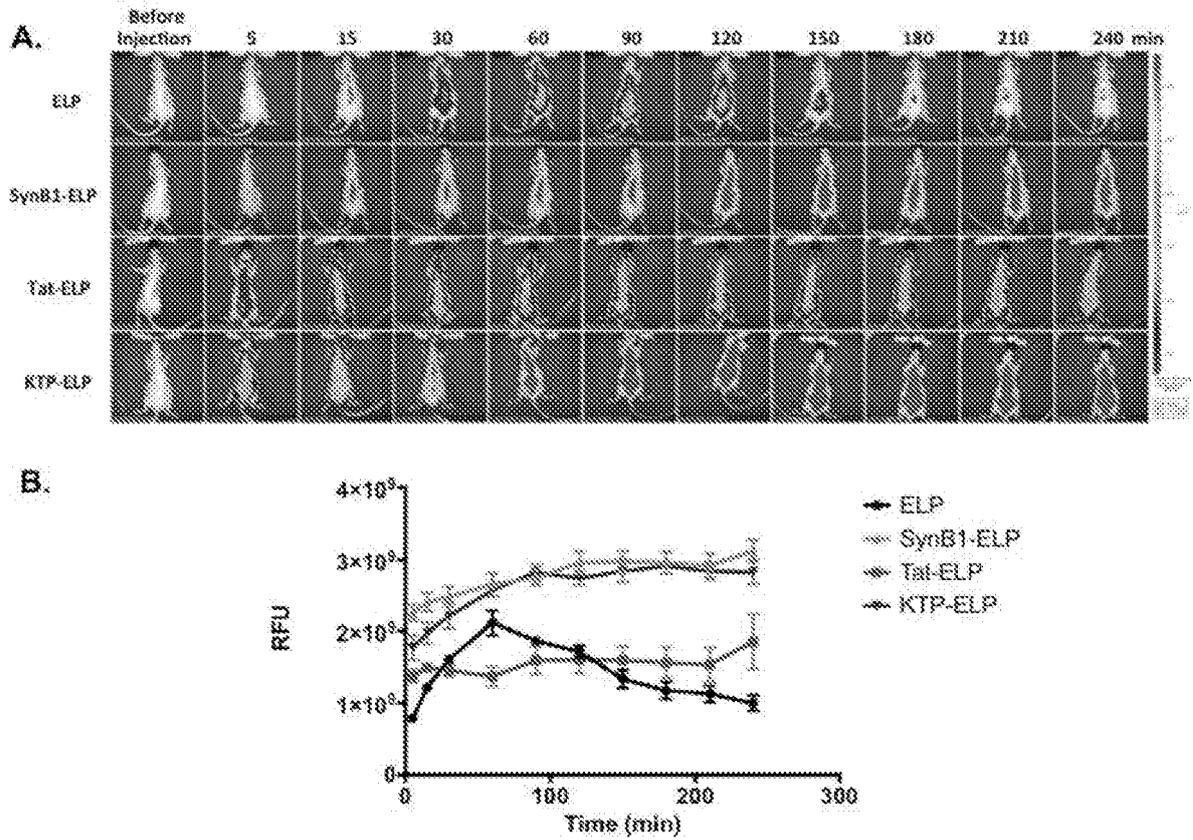 A.
Before
Injection 5 15 30 60 90 120 150 180 210 240 min
ELP
SynB1-ELP
Tat-ELP
KTP-ELP
B.
4×10⁹
3×10⁹
2×10⁹
1×10⁹
0
RFU
0 100 200 300
Time (min)
ELP
SynB1-ELP
Tat-ELP
KTP-ELP